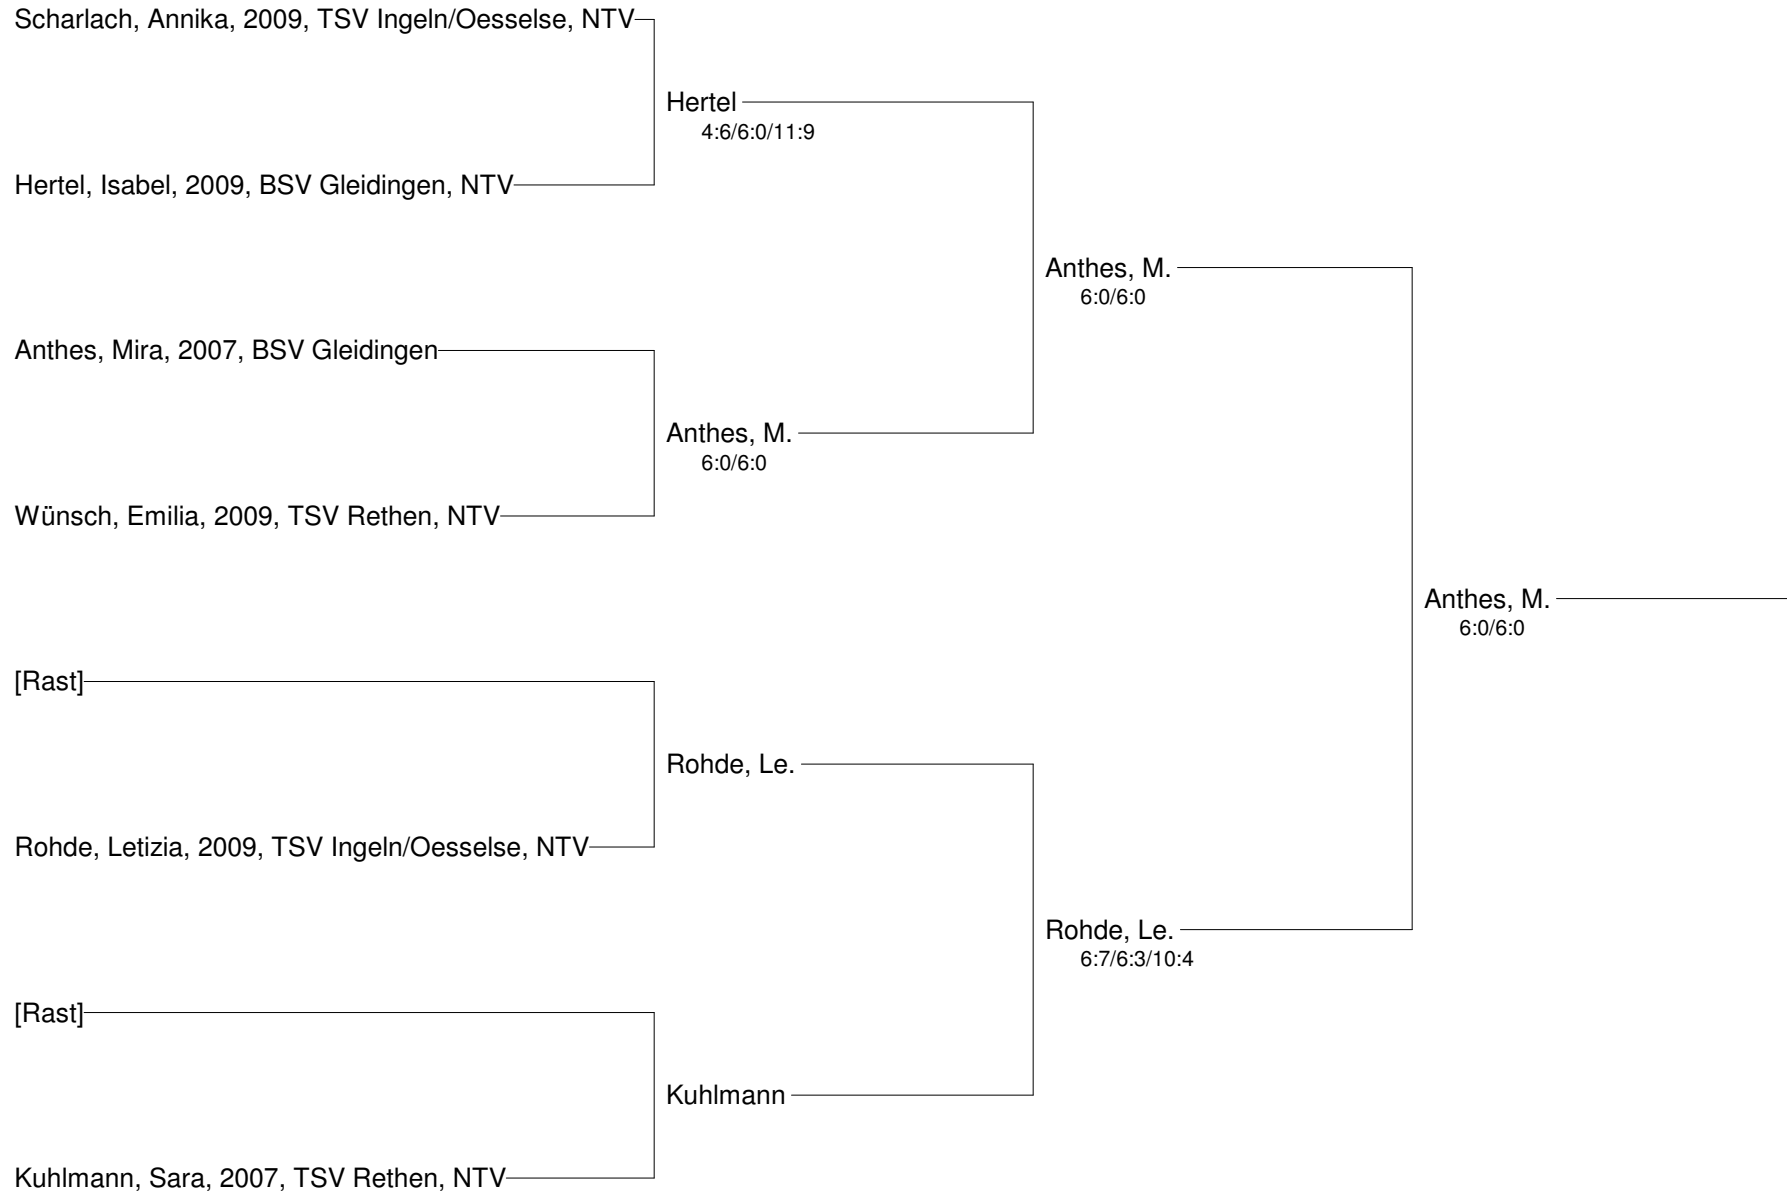 Scharlach, Annika, 2009, TSV Ingeln/Oesselse, NTV
Hertel
4:6/6:0/11:9
Hertel, Isabel, 2009, BSV Gleidingen, NTV
Anthes, M.
6:0/6:0
Anthes, Mira, 2007, BSV Gleidingen
Anthes, M.
6:0/6:0
Wünsch, Emilia, 2009, TSV Rethen, NTV
Anthes, M.
6:0/6:0
[Rast]
Rohde, Le.
Rohde, Letizia, 2009, TSV Ingeln/Oesselse, NTV
Rohde, Le.
6:7/6:3/10:4
[Rast]
Kuhlmann
Kuhlmann, Sara, 2007, TSV Rethen, NTV